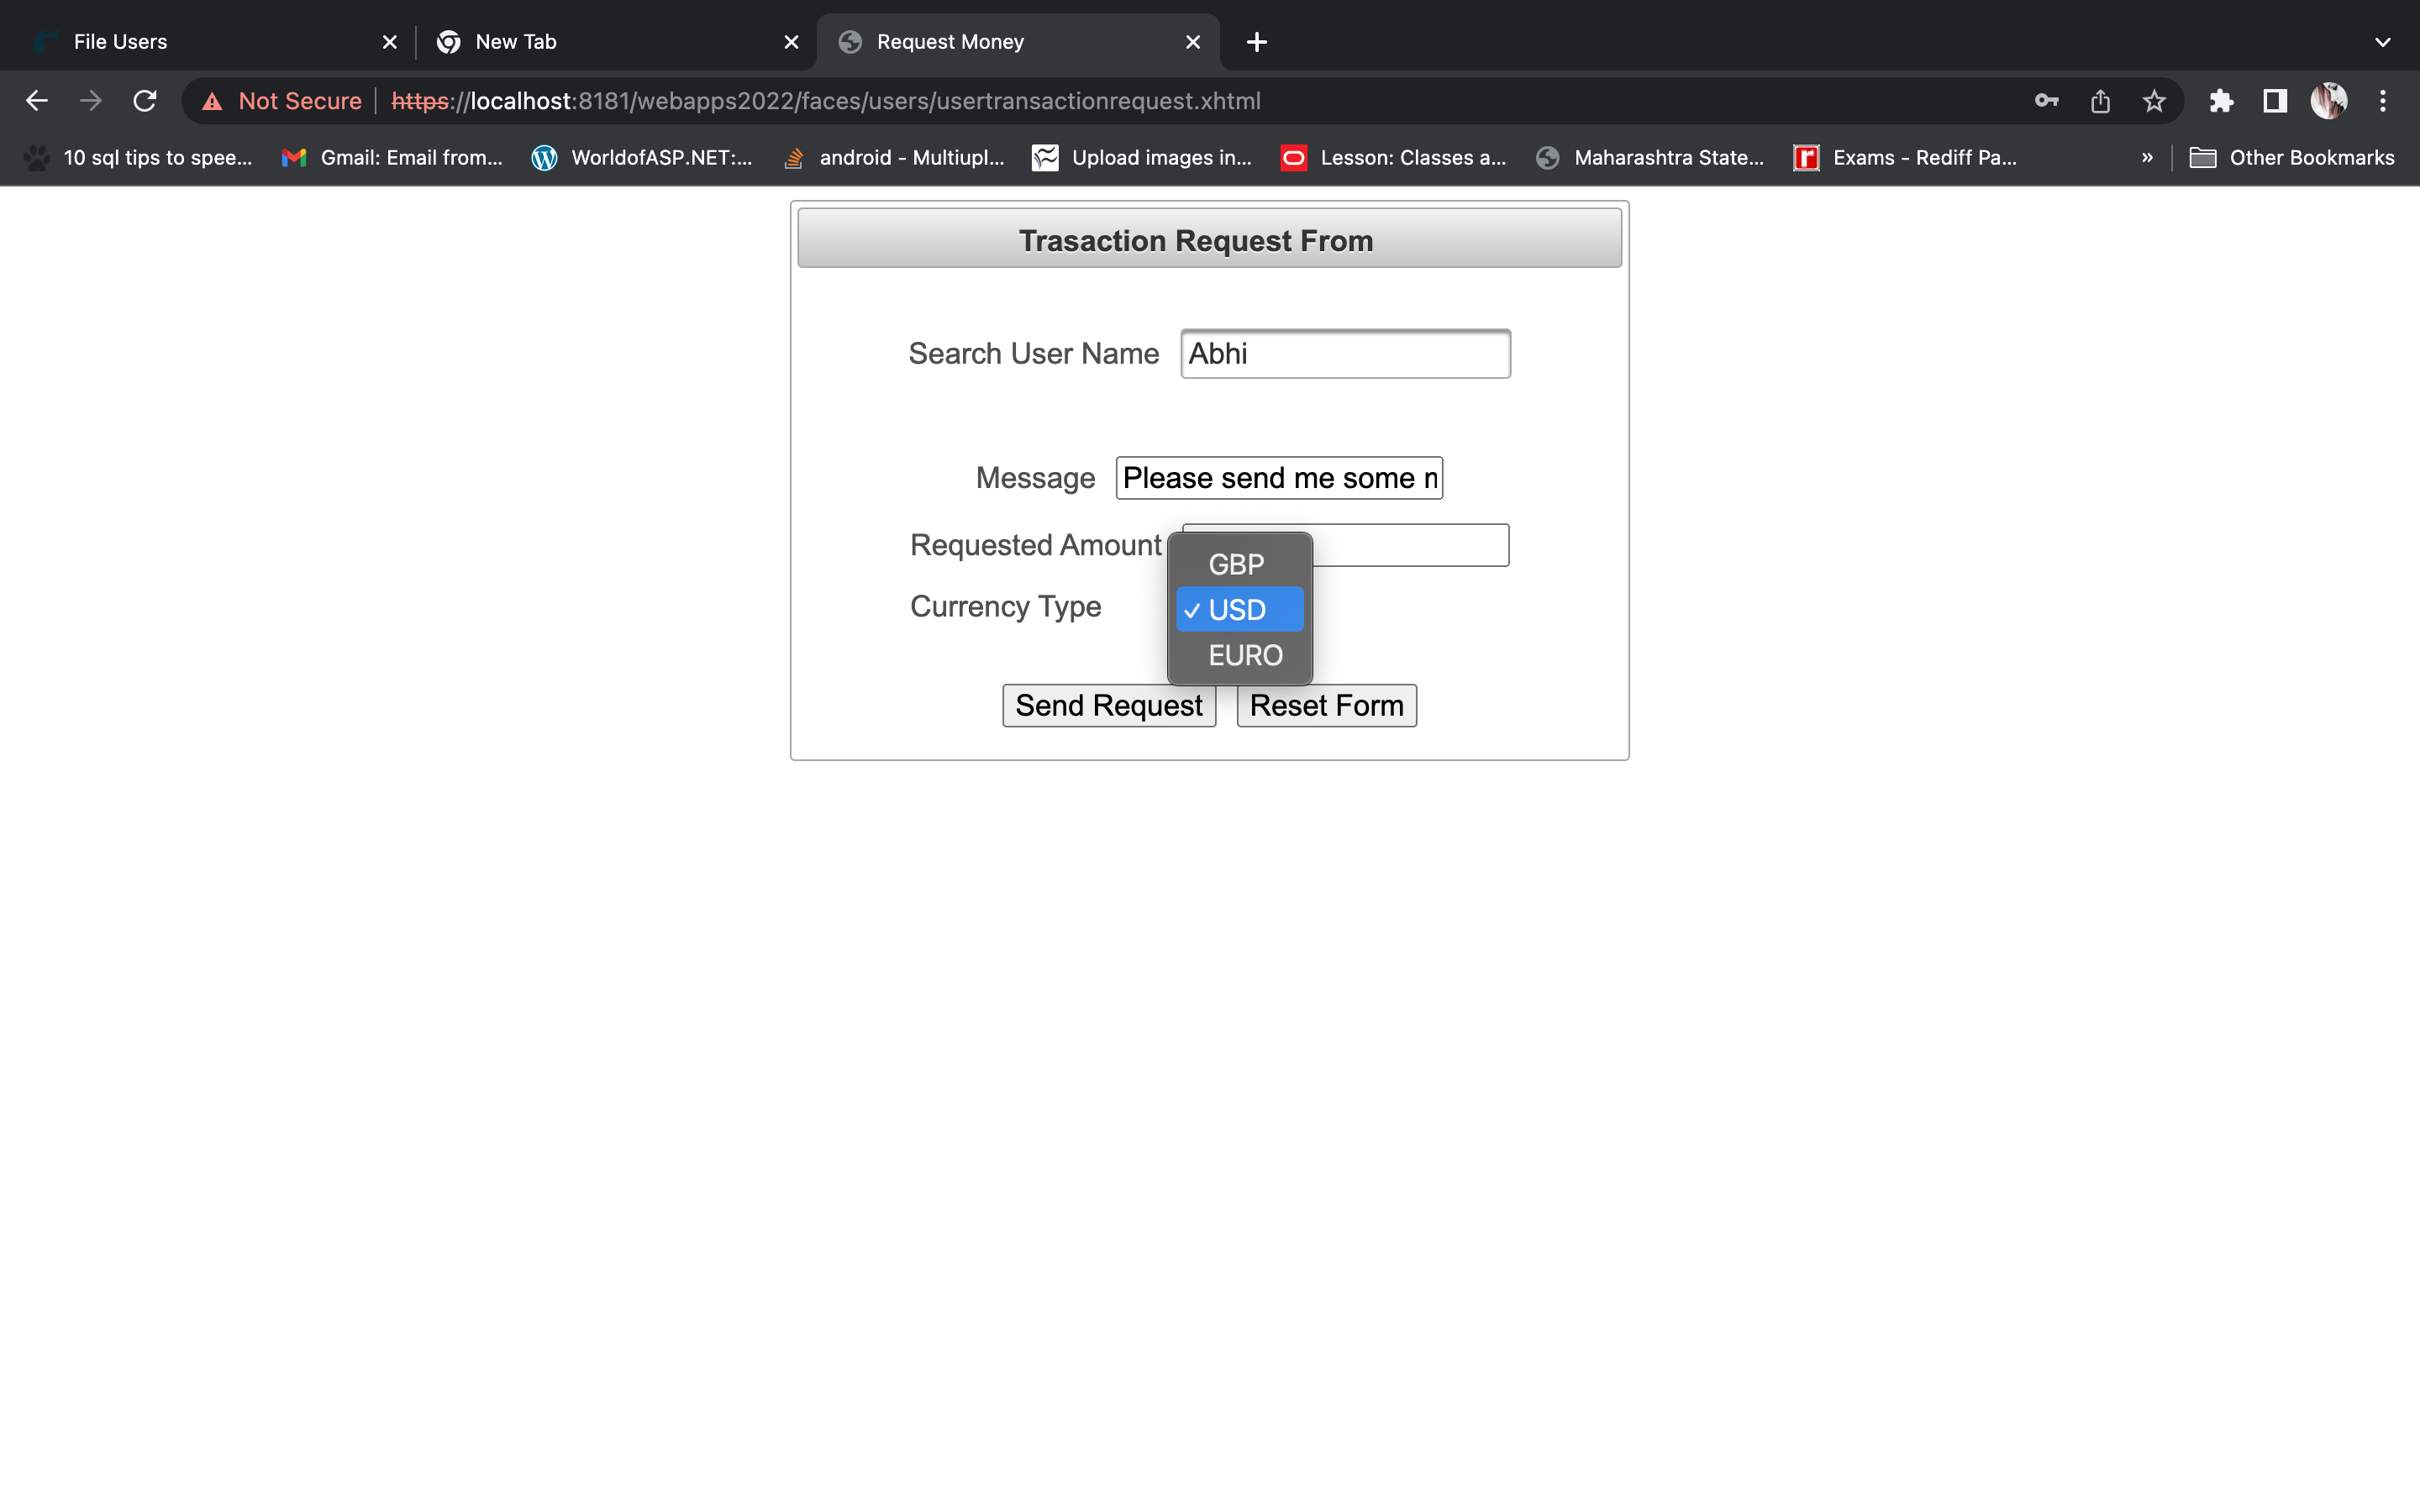 File Users
New Tab
Request Money
Not Secure
https://localhost:8181/webapps2022/faces/users/usertransactionrequest.xhtml
10 sql tips to spee...
Gmail: Email from...
WorldofASP.NET:...
android - Multiupl...
Upload images in...
Lesson: Classes a...
Maharashtra State...
Exams - Rediff Pa...
»
Other Bookmarks
Trasaction Request From
Search User Name
Abhi
Message
Please send me some
Requested Amount
GBP
Currency Type
✓ USD
EURO
Send Request
Reset Form